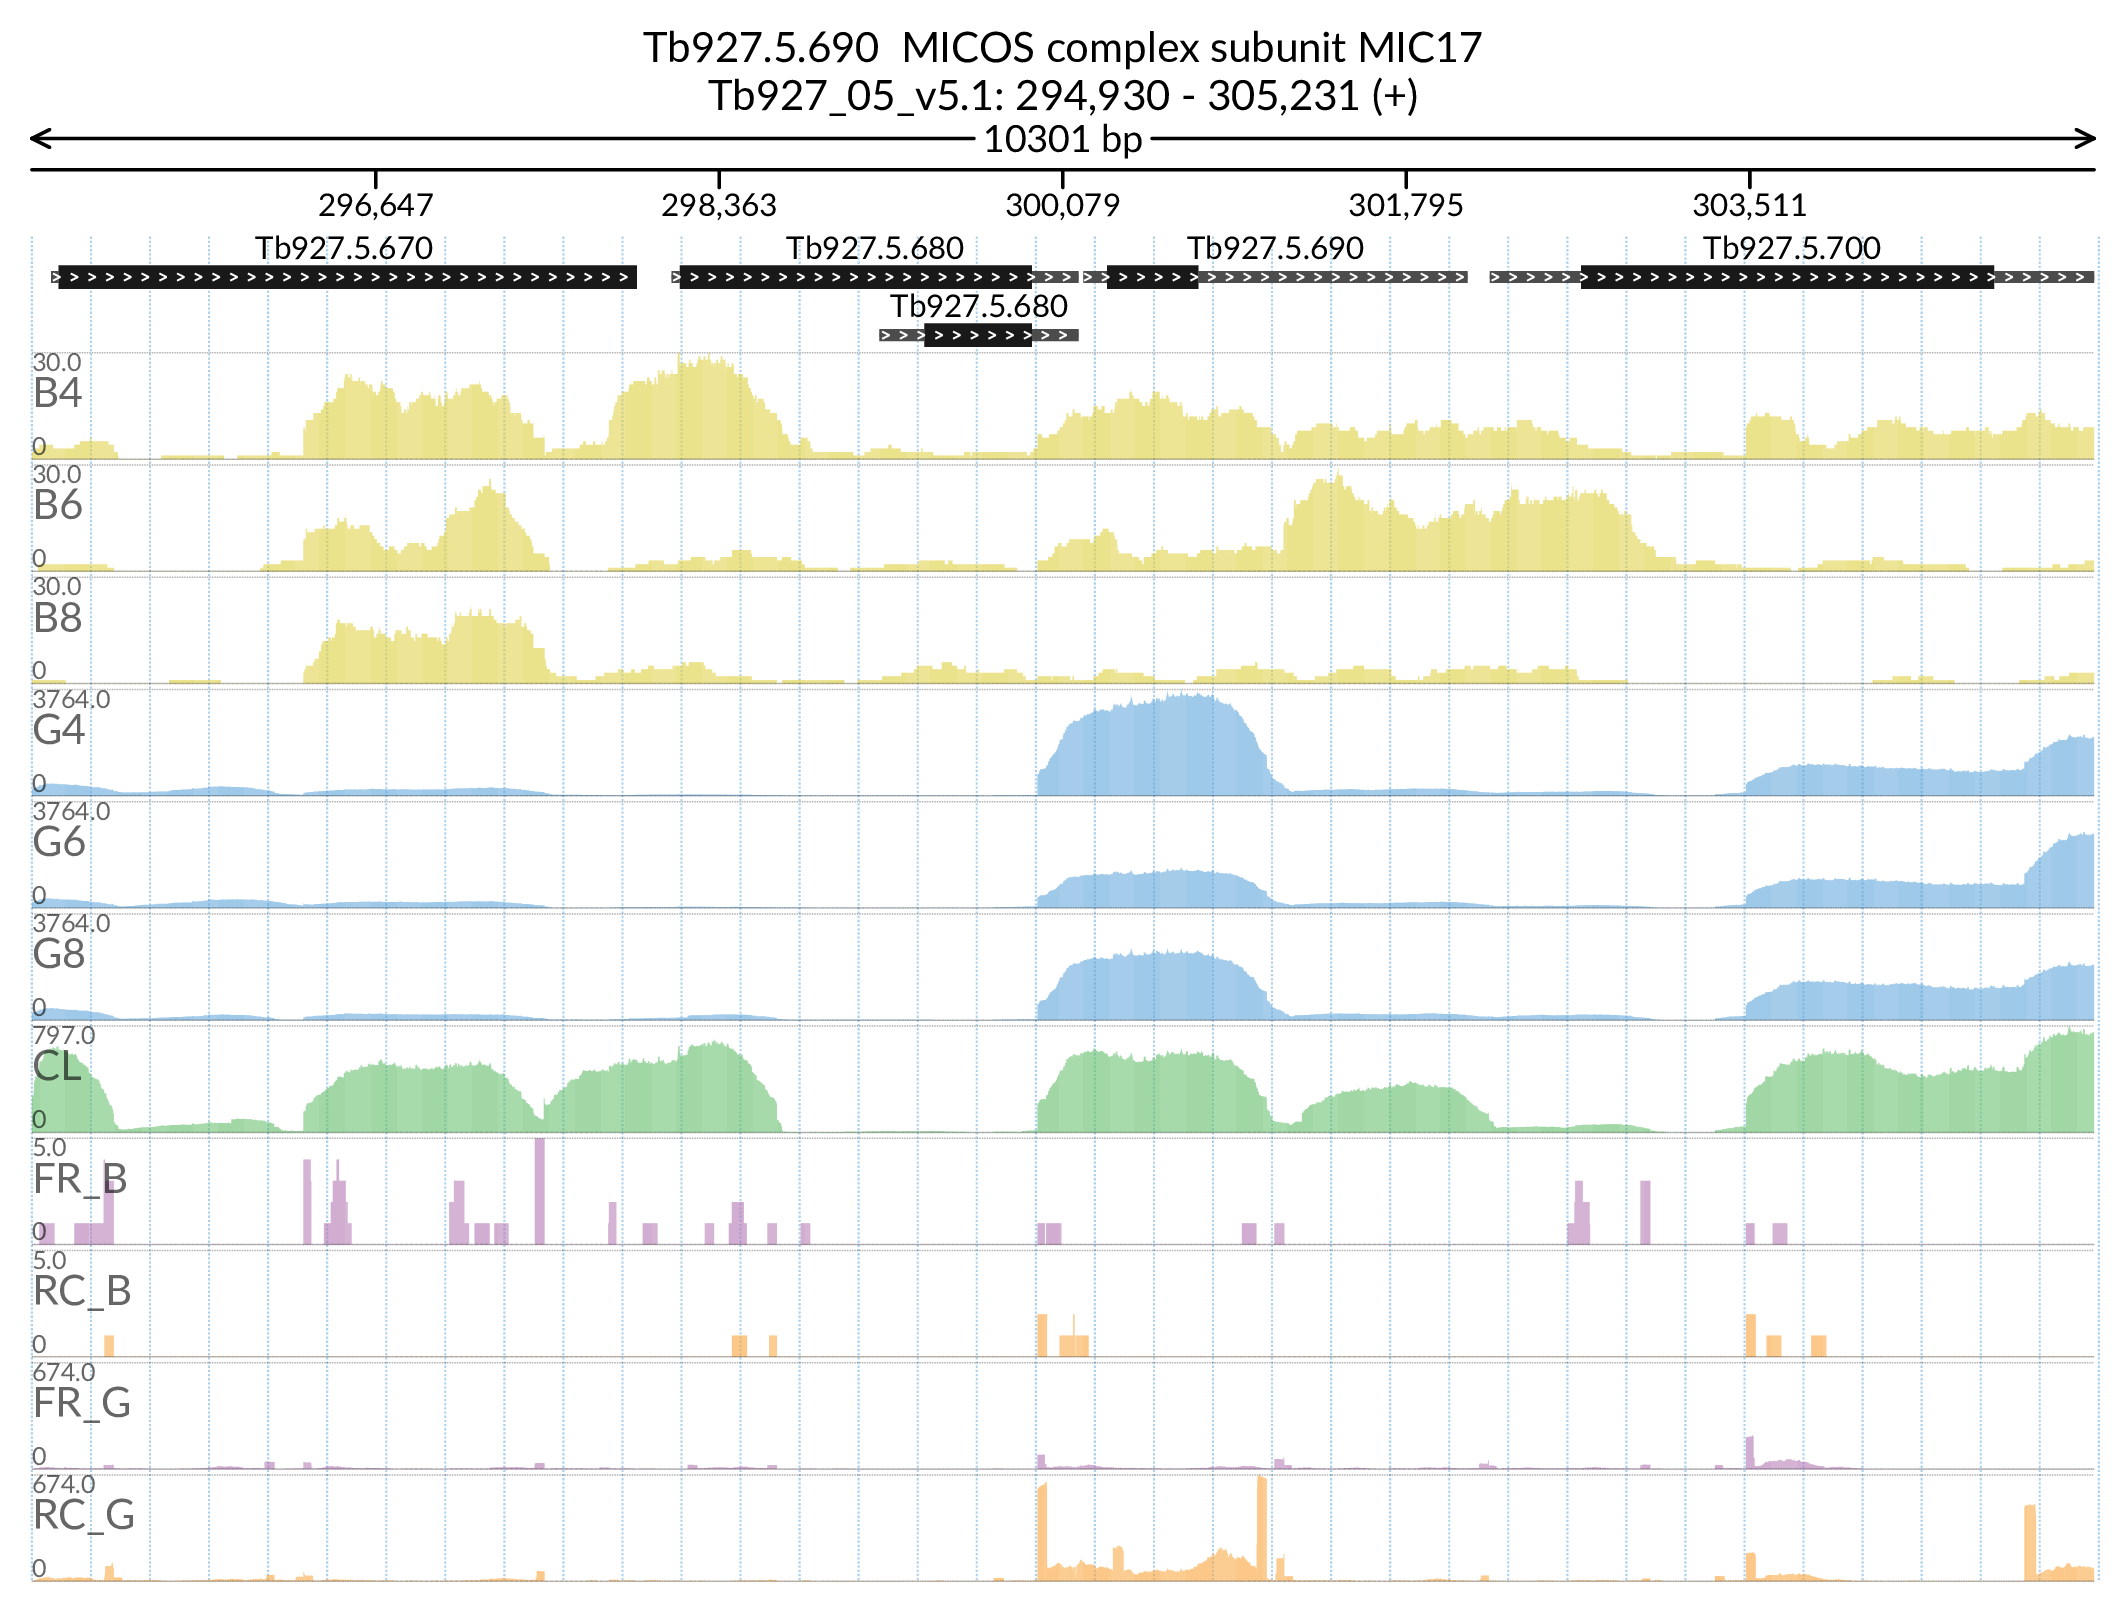 Tb927.5.690 MICOS complex subunit MIC17
Tb927_05_v5.1: 294,930 - 305,231 (+)
10301 bp
296,647 298,363 300,079 301,795 303,511
Tb927.5.670 Tb927.5.680 Tb927.5.690 Tb927.5.700
Tb927.5.680
30.0
B4
0
30.0
B6
0
30.0
B8
0
3764.0
G4
0
3764.0
G6
0
3764.0
G8
0
797.0
CL
0
5.0
FR_B
0
5.0
RC_B
0
674.0
FR_G
0
674.0
RC_G
0